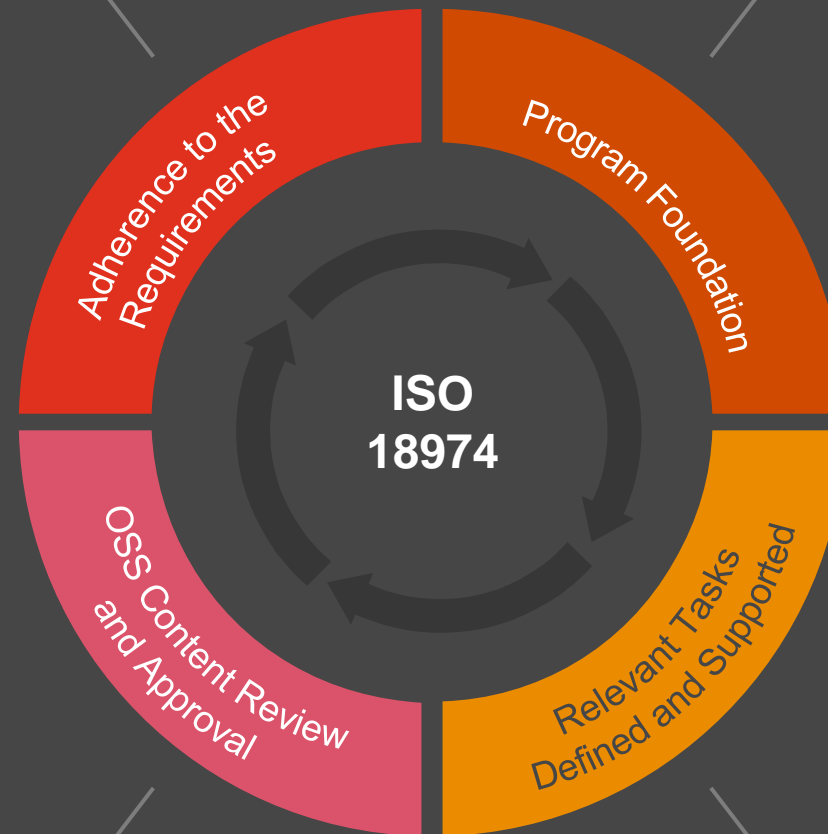 Adherence to the
Requirements
Program Foundation
ISO
18974
OSS Content Review
and Approval
Relevant Tasks
Defined and Supported